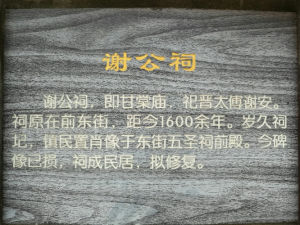 谢公祠
谢公祠，即甘棠庙，祀晋太傅谢安。
祠原在前东街，距今1600余年。岁久祠
圮，镇民置肖像于东街五圣祠前殿。今碑
像已损，祠成民居，拟修复。